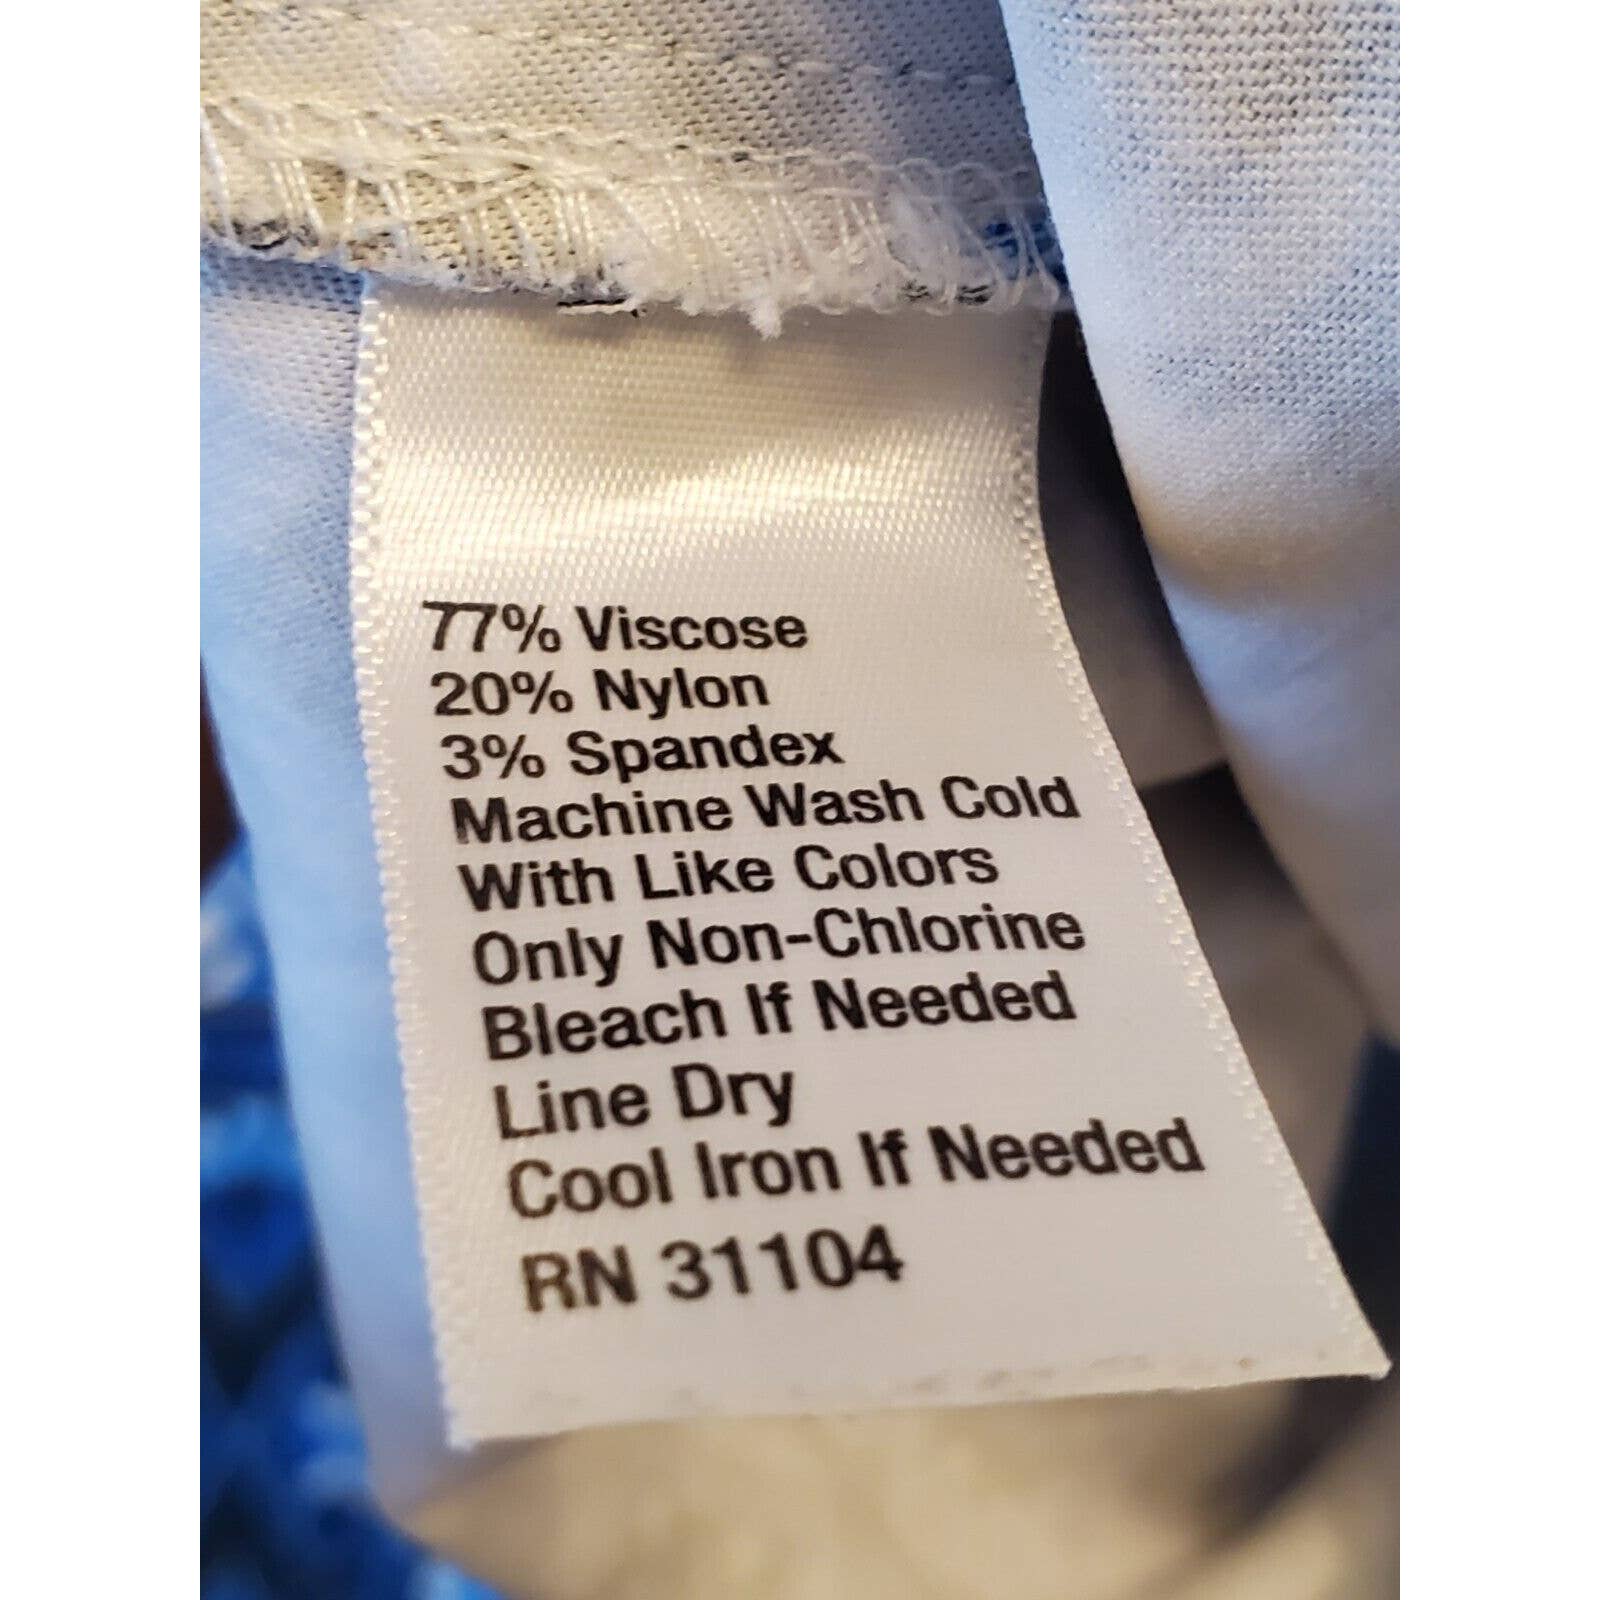 77% Viscose
20% Nylon
3% Spandex
Machine Wash Cold
With Like Colors
Only Non-Chlorine
Bleach If Needed
Line Dry
Cool Iron If Needed
RN 31104